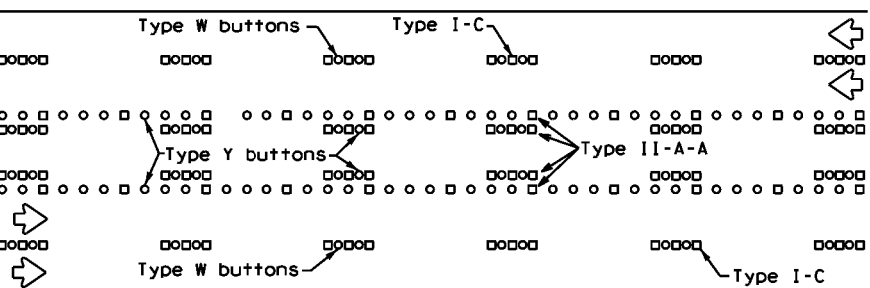 Type W buttons
Type I-C
Type Y buttons
Type II-A-A
Type W buttons
Type I-C